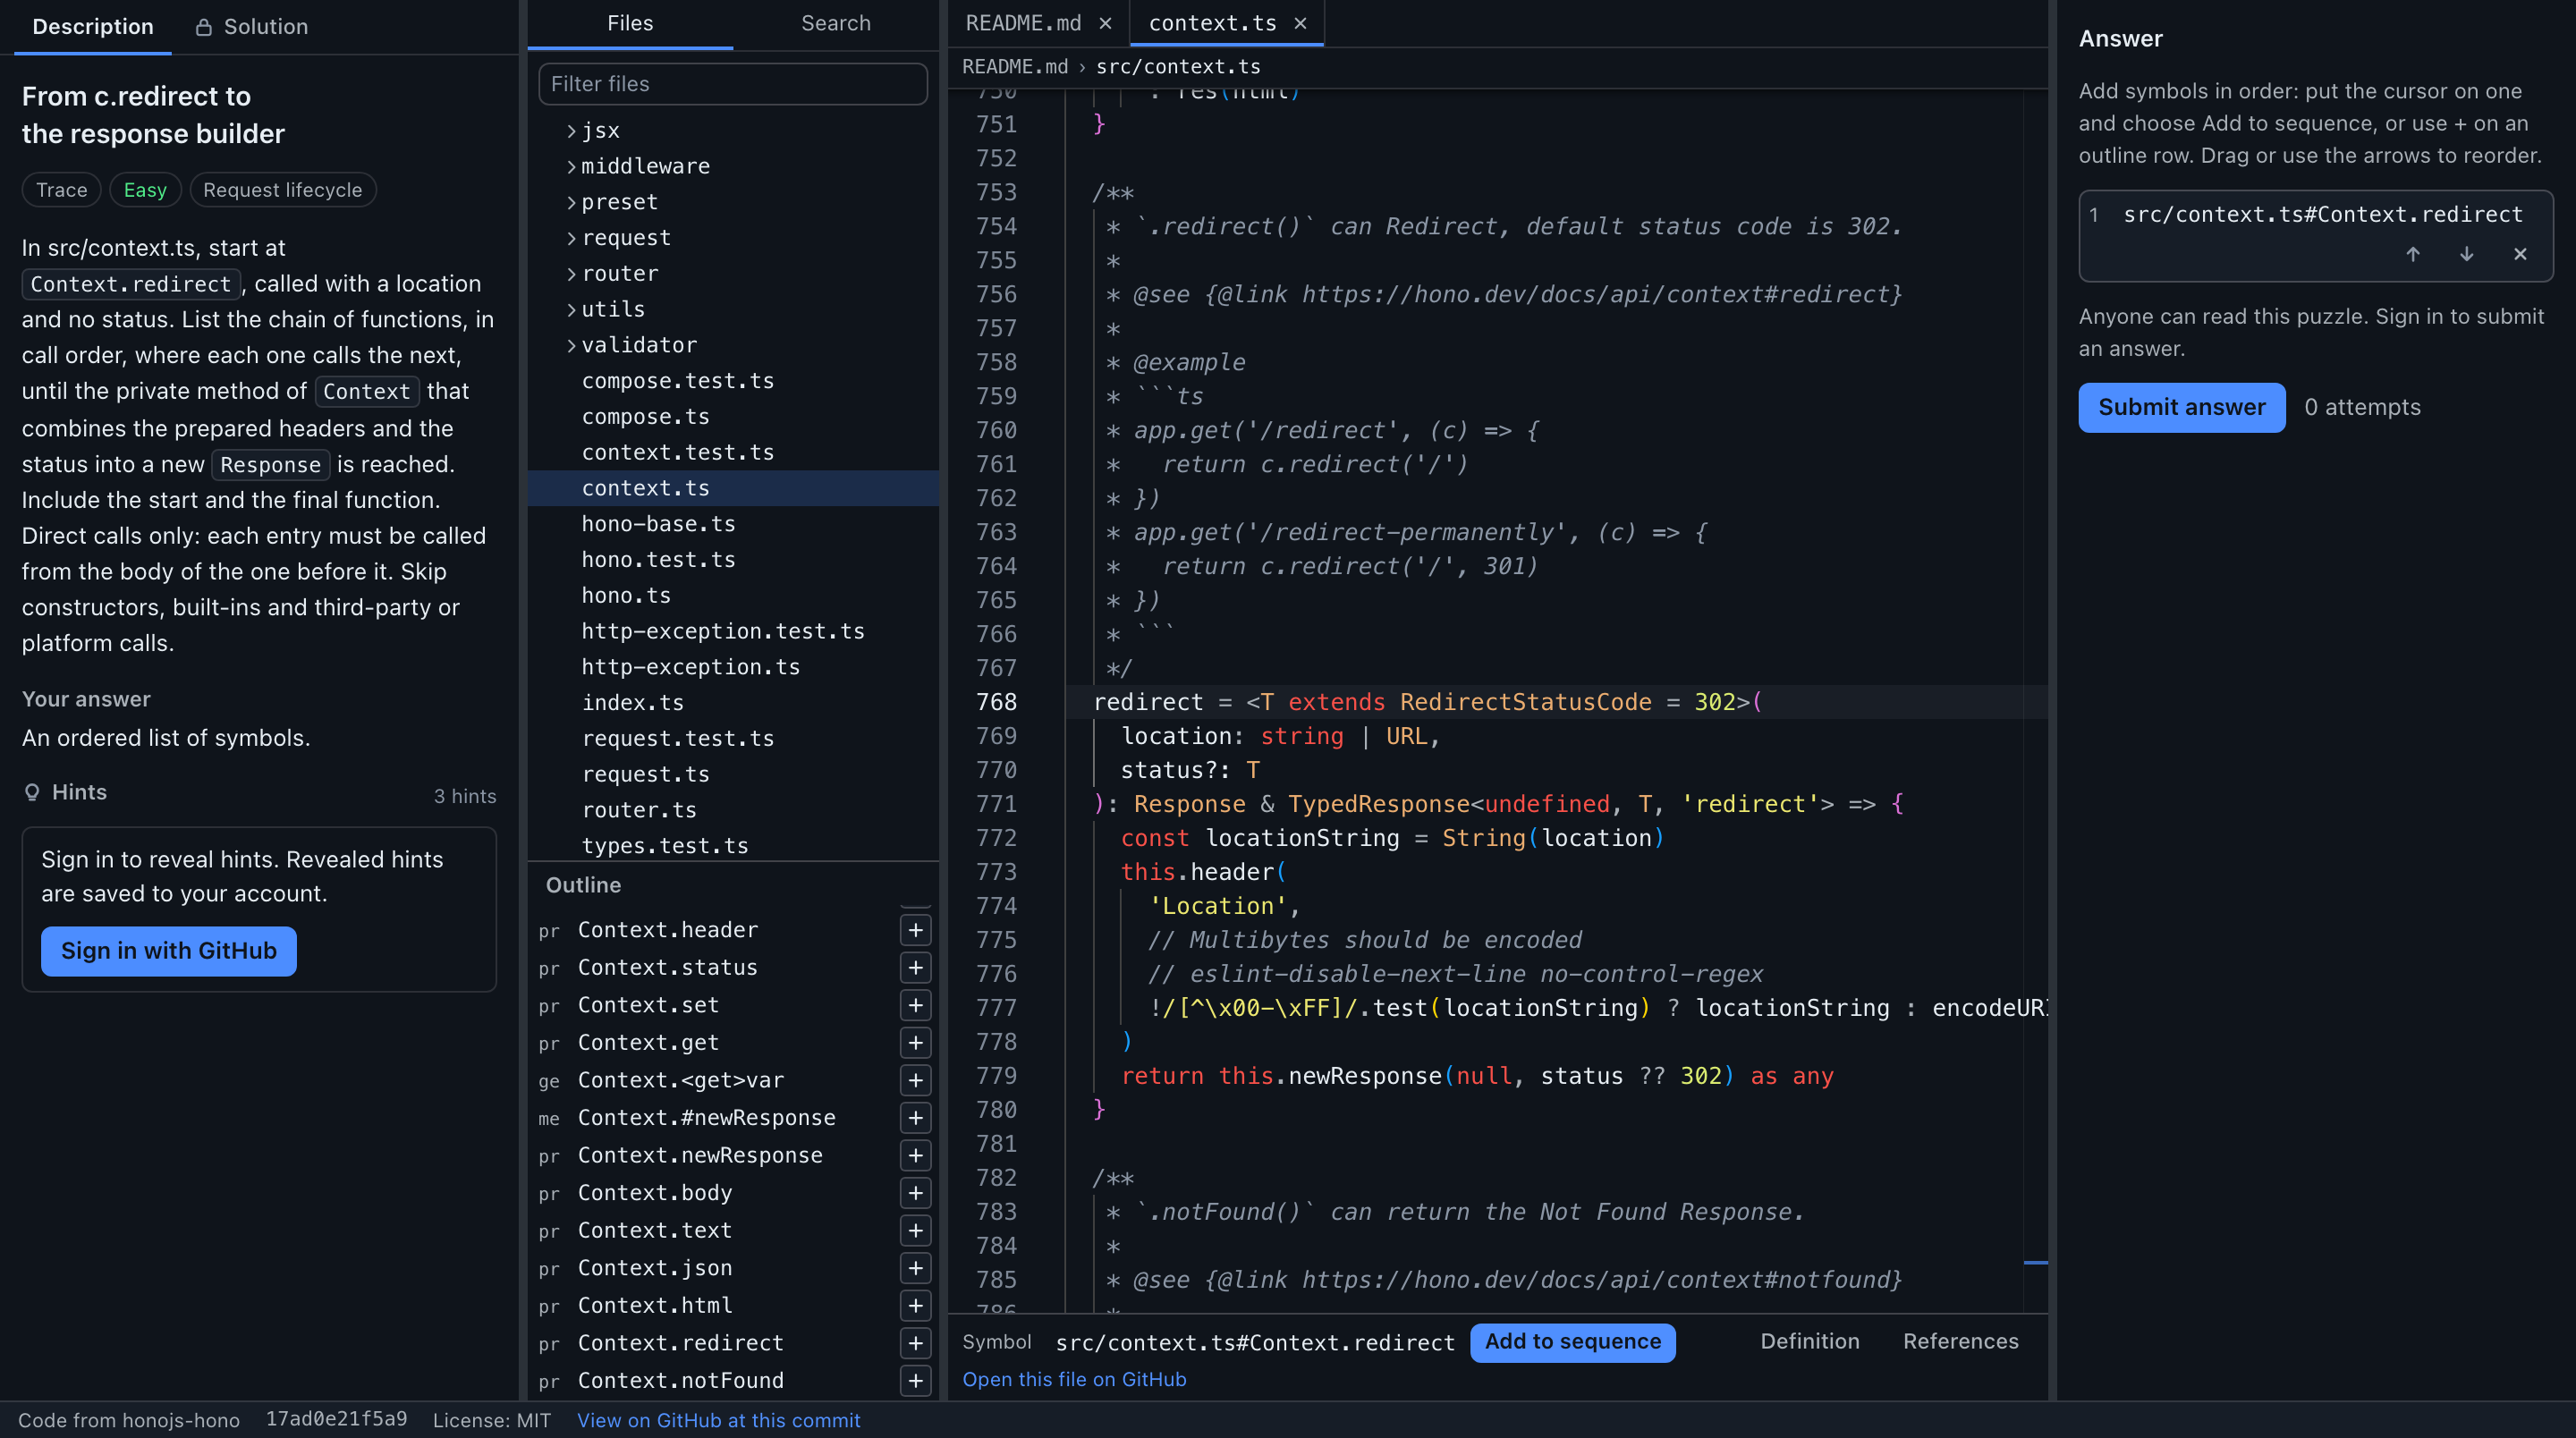 Description
Solution
From c.redirect to
the response builder
Trace
Easy
Request lifecycle
In src/context.ts, start at
Context.redirect, called with a location
and no status. List the chain of functions, in
call order, where each one calls the next,
until the private method of Context that
combines the prepared headers and the
status into a new Response is reached.
Include the start and the final function.
Direct calls only: each entry must be called
from the body of the one before it. Skip
constructors, built-ins and third-party or
platform calls.
Your answer
An ordered list of symbols.
Hints
3 hints
Sign in to reveal hints. Revealed hints
are saved to your account.
Sign in with GitHub
Files
Search
Filter files
jsx
middleware
preset
request
router
utils
validator
compose.test.ts
compose.ts
context.test.ts
context.ts
hono-base.ts
hono.test.ts
hono.ts
http-exception.test.ts
http-exception.ts
index.ts
request.test.ts
request.ts
router.ts
types.test.ts
Outline
pr Context.header +
pr Context.status +
pr Context.set +
pr Context.get +
ge Context.<get>var +
me Context.#newResponse +
pr Context.newResponse +
pr Context.body +
pr Context.text +
pr Context.json +
pr Context.html +
pr Context.redirect +
pr Context.notFound +
README.md ×
context.ts ×
README.md › src/context.ts
750 : res(html)
751 }
752
753 /**
754 * `.redirect()` can Redirect, default status code is 302.
755 *
756 * @see {@link https://hono.dev/docs/api/context#redirect}
757 *
758 * @example
759 * ```ts
760 * app.get('/redirect', (c) => {
761 *   return c.redirect('/')
762 * })
763 * app.get('/redirect-permanently', (c) => {
764 *   return c.redirect('/', 301)
765 * })
766 * ```
767 */
768 redirect = <T extends RedirectStatusCode = 302>(
769 location: string | URL,
770 status?: T
771 ): Response & TypedResponse<undefined, T, 'redirect'> => {
772 const locationString = String(location)
773 this.header(
774 'Location',
775 // Multibytes should be encoded
776 // eslint-disable-next-line no-control-regex
777 !/[^\x00-\xFF]/.test(locationString) ? locationString : encodeURI
778 )
779 return this.newResponse(null, status ?? 302) as any
780 }
781
782 /**
783 * `.notFound()` can return the Not Found Response.
784 *
785 * @see {@link https://hono.dev/docs/api/context#notfound}
786 *
Symbol src/context.ts#Context.redirect
Add to sequence
Definition
References
Open this file on GitHub
Answer
Add symbols in order: put the cursor on one
and choose Add to sequence, or use + on an
outline row. Drag or use the arrows to reorder.
1 src/context.ts#Context.redirect
↑ ↓ ×
Anyone can read this puzzle. Sign in to submit
an answer.
Submit answer
0 attempts
Code from honojs-hono
17ad0e21f5a9
License: MIT
View on GitHub at this commit